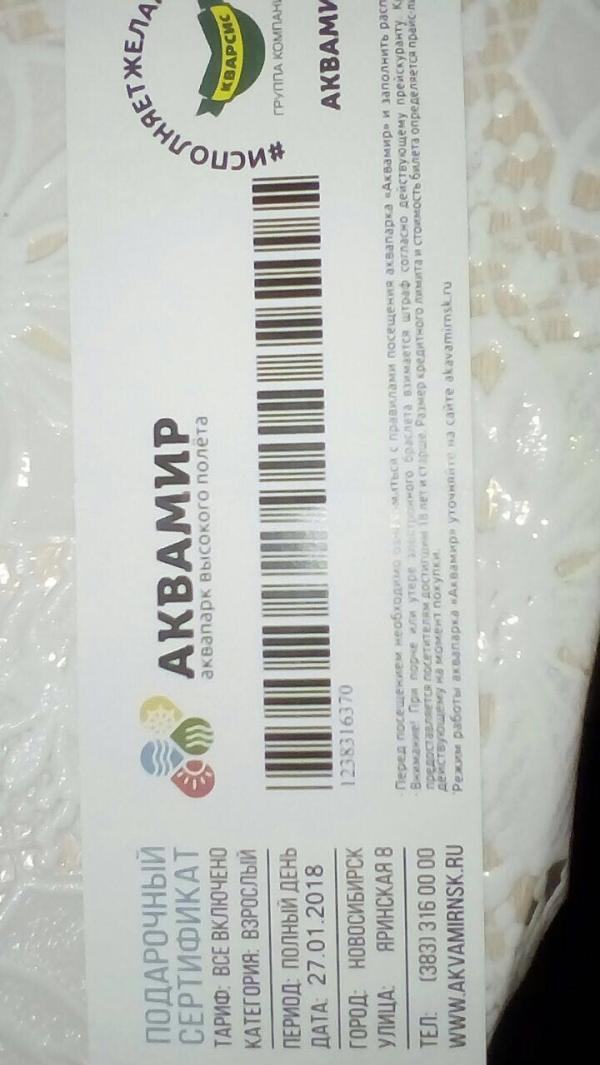 ПОДАРОЧНЫЙ
СЕРТИФИКАТ
ТАРИФ: ВСЕ ВКЛЮЧЕНО
КАТЕГОРИЯ: ВЗРОСЛЫЙ
ПЕРИОД: ПОЛНЫЙ ДЕНЬ
ДАТА: 27.01.2018
ГОРОД: НОВОСИБИРСК
УЛИЦА: ЯРИНСКАЯ 8
ТЕЛ: (383) 316 00 00
WWW.AKVAMIRNSK.RU
АКВАМИР
аквапарк высокого полёта
1238316370
#ИСПОЛНЯЕТЖЕЛА
КВАРСИС
ГРУППА КОМПАНИ
АКВАМИ
· Перед посещением необходимо ознакомиться с правилами посещения аквапарка «Аквамир» и заполнить расп
· Внимание! При порче или утере электронного браслета взимается штраф согласно действующему прейскуранту. К
предоставляется посетителям достигшим 18 лет и старше. Размер кредитного лимита и стоимость билета определяется прайс-л
действующему на момент покупки.
*Режим работы аквапарка «Аквамир» уточняйте на сайте akavamirnsk.ru